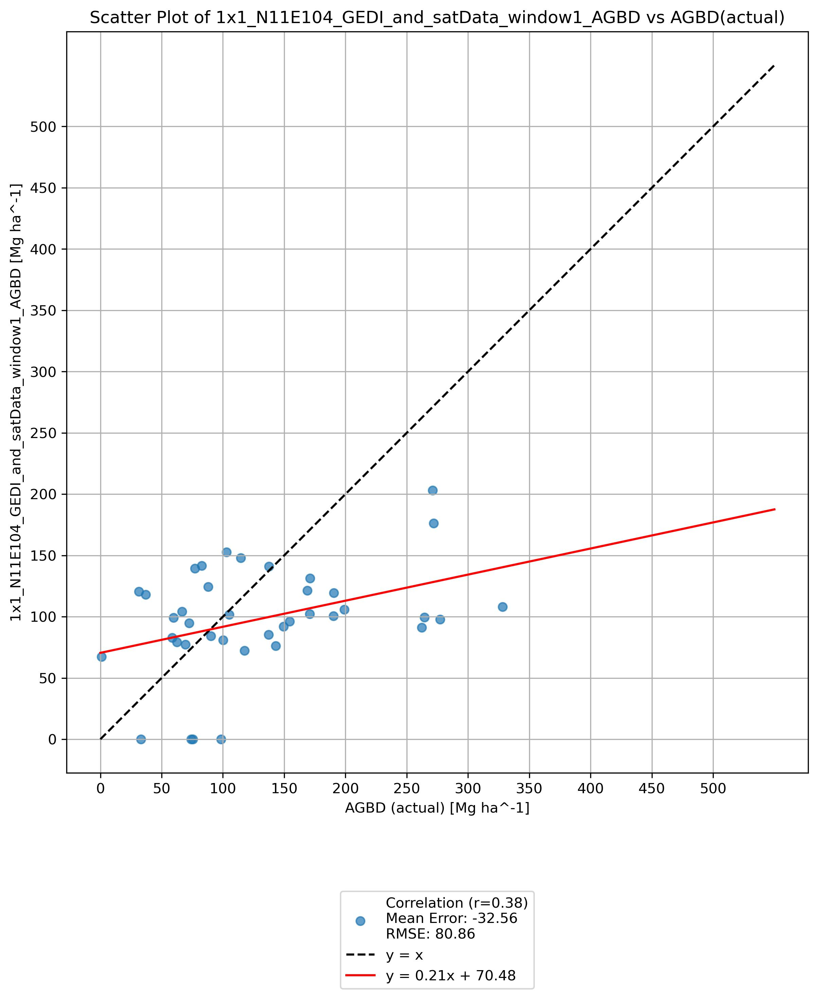 Scatter Plot of 1x1_N11E104_GEDI_and_satData_window1_AGBD vs AGBD(actual)
1x1_N11E104_GEDI_and_satData_window1_AGBD [Mg ha^-1]
500
450
400
350
300
250
200
150
100
50
0
0 50 100 150 200 250 300 350 400 450 500
AGBD (actual) [Mg ha^-1]
Correlation (r=0.38)
Mean Error: -32.56
RMSE: 80.86
y = x
y = 0.21x + 70.48